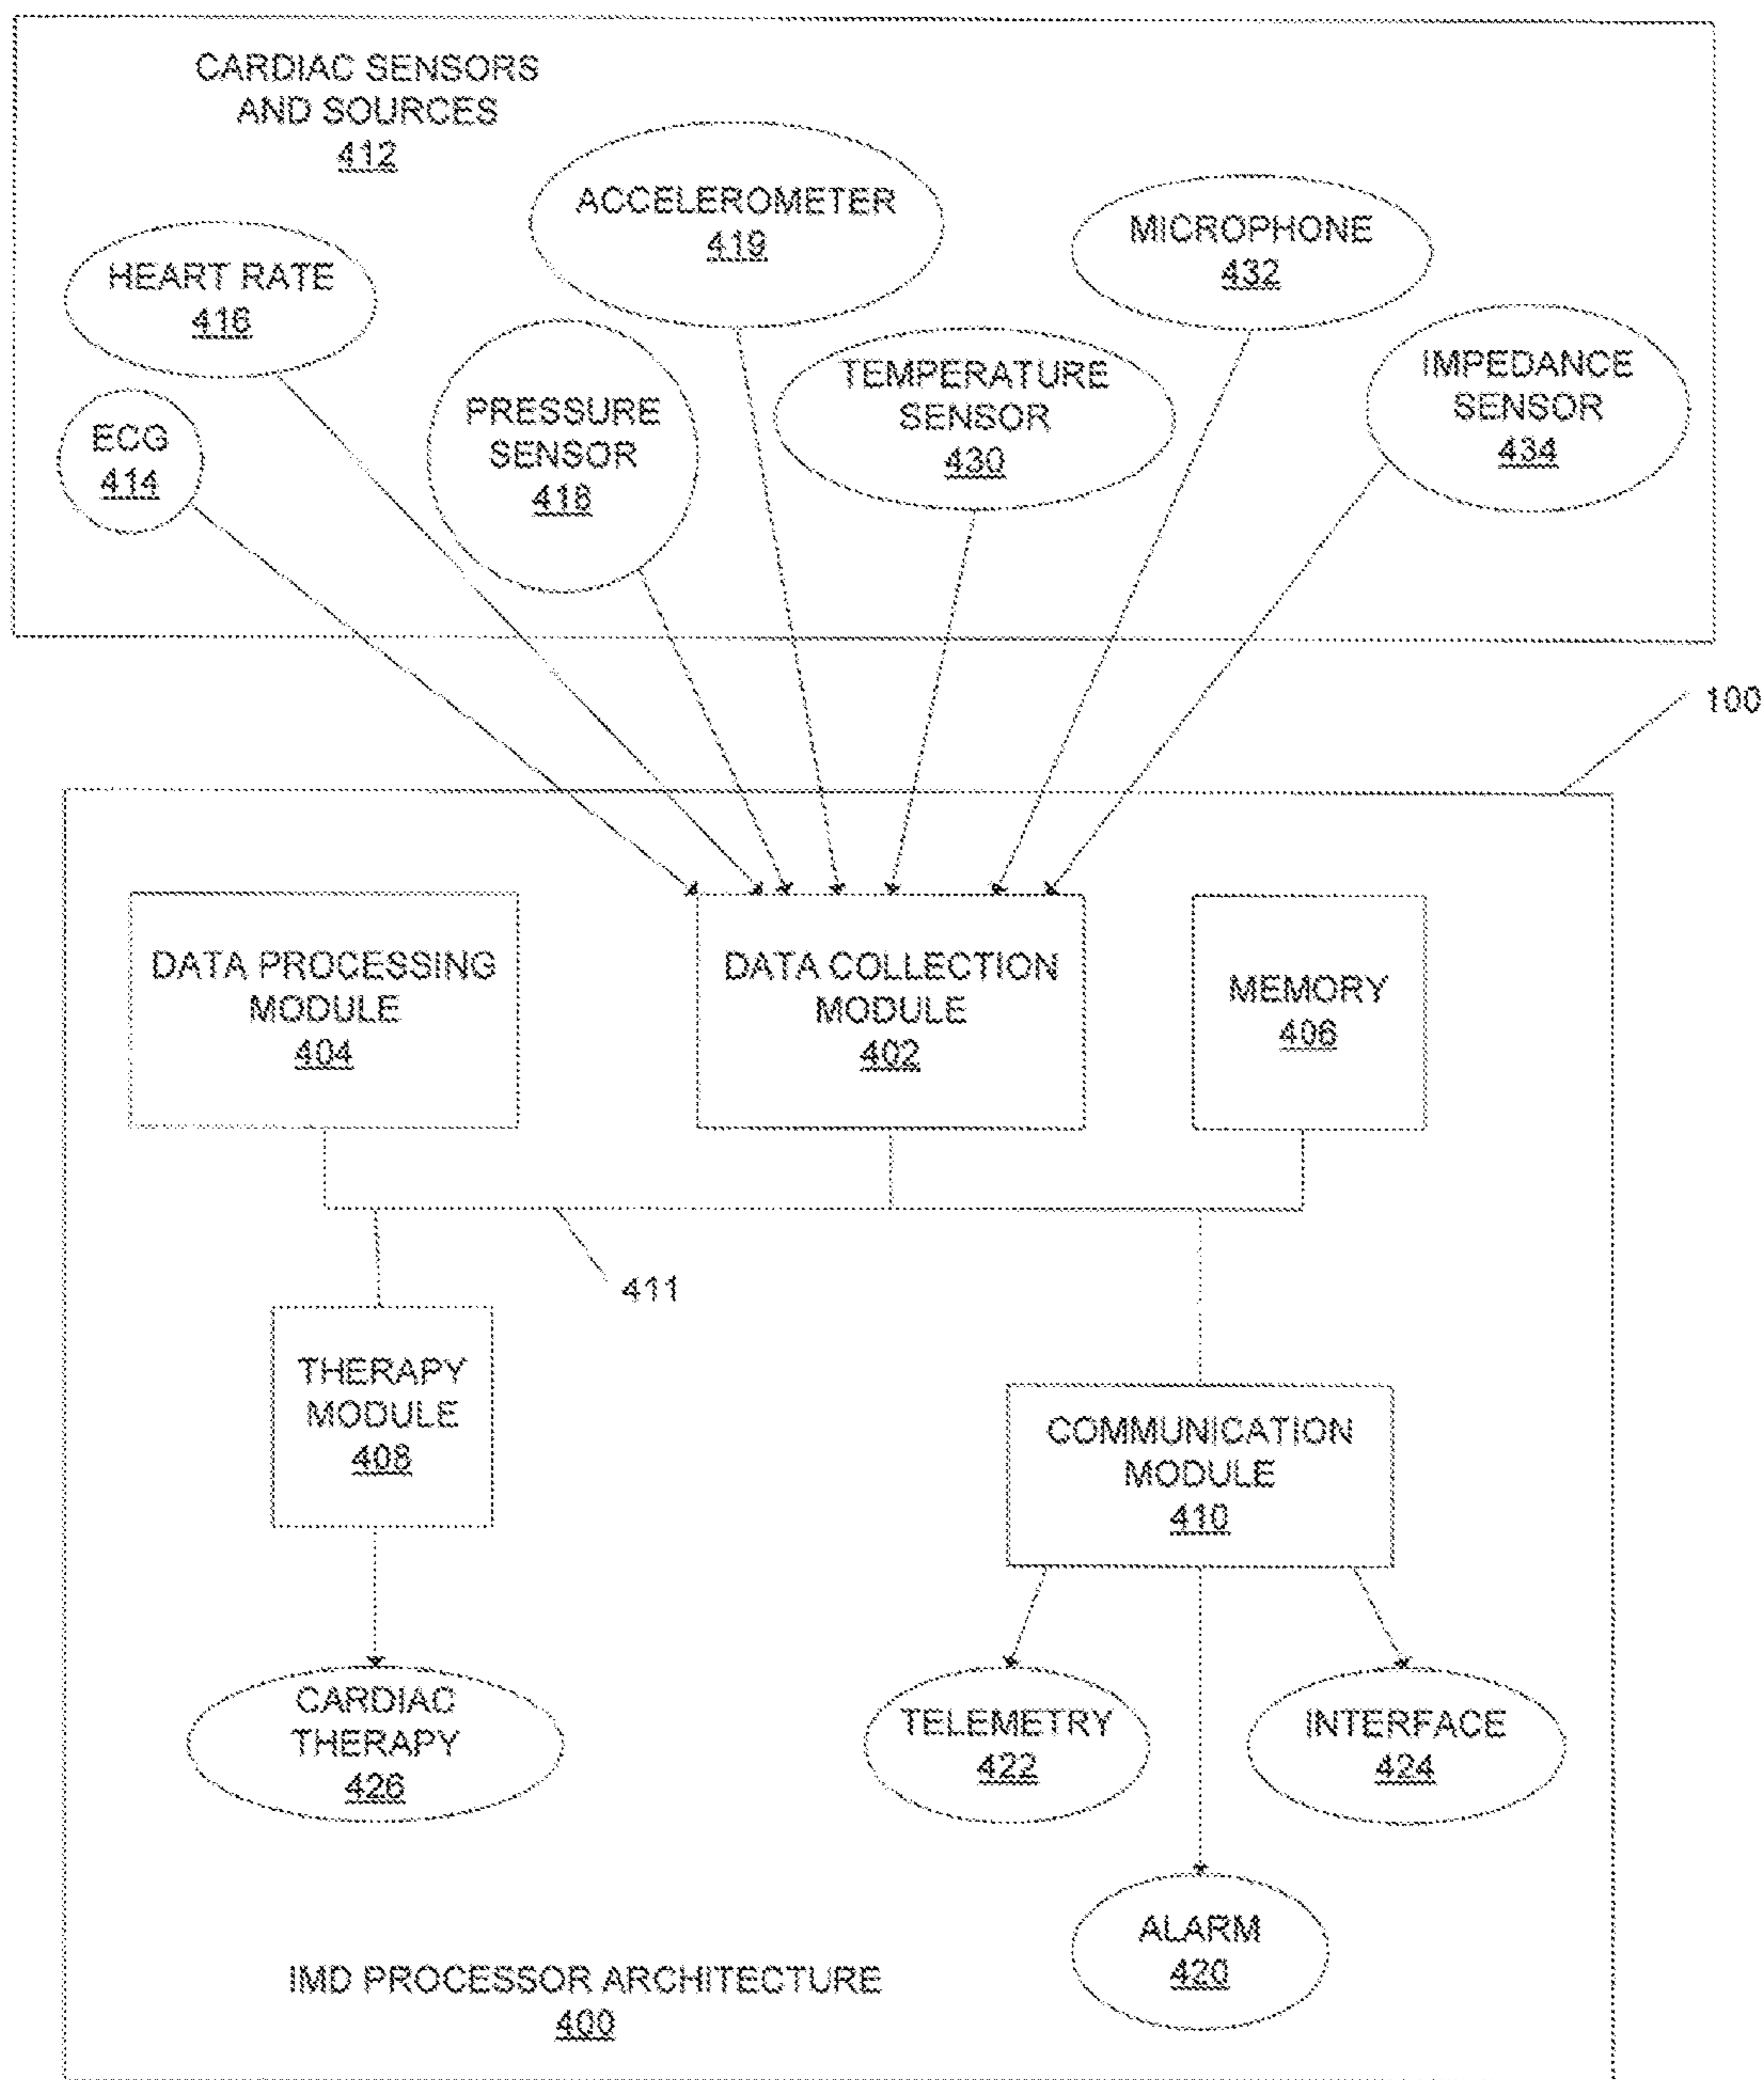 CARDIAC SENSORS
AND SOURCES
412
ACCELEROMETER
419
MICROPHONE
432
HEART RATE
416
IMPEDANCE
SENSOR
434
TEMPERATURE
SENSOR
430
PRESSURE
SENSOR
418
ECG
414
100
DATA PROCESSING
MODULE
404
DATA COLLECTION
MODULE
402
MEMORY
406
411
THERAPY
MODULE
408
COMMUNICATION
MODULE
410
CARDIAC
THERAPY
426
TELEMETRY
422
INTERFACE
424
ALARM
420
IMD PROCESSOR ARCHITECTURE
400